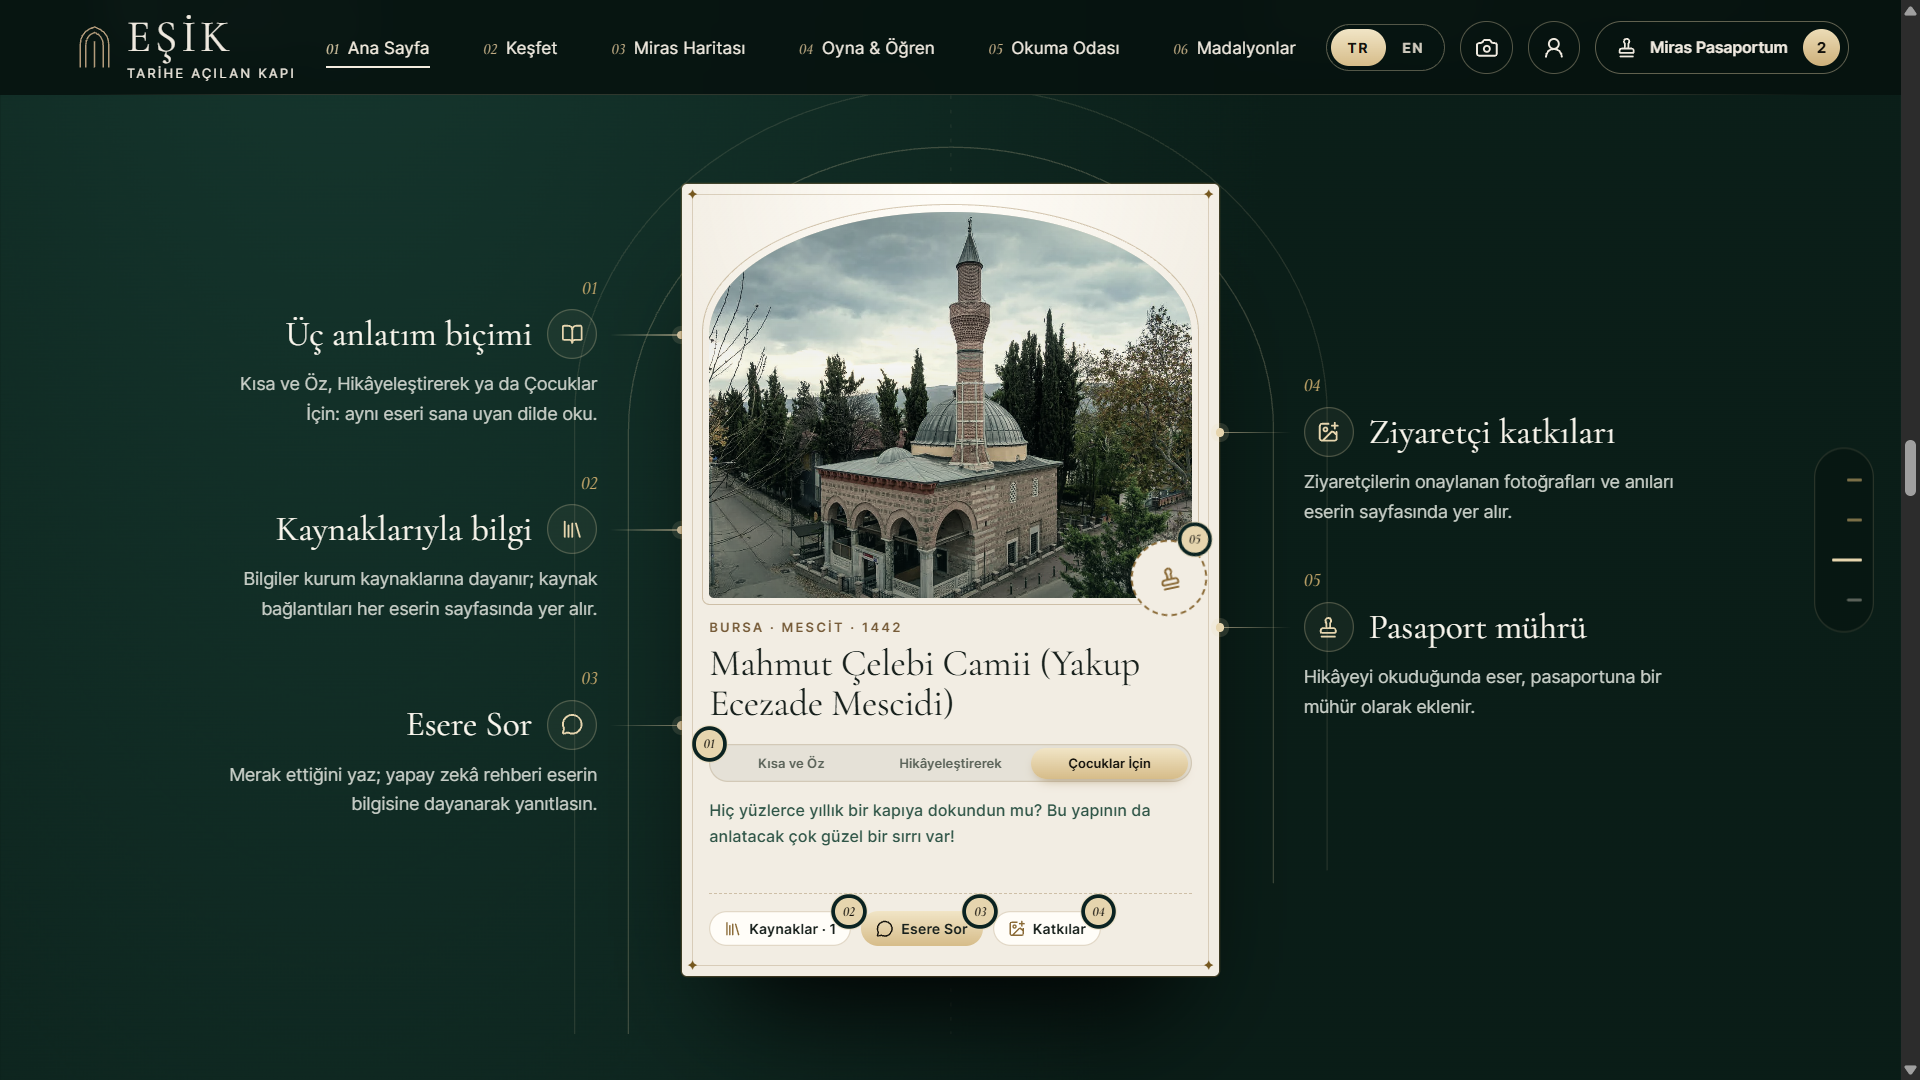 EŞİK
TARİHE AÇILAN KAPI
01 Ana Sayfa
02 Keşfet
03 Miras Haritası
04 Oyna & Öğren
05 Okuma Odası
06 Madalyonlar
TR EN
Miras Pasaportum 2
01
Üç anlatım biçimi
Kısa ve Öz, Hikâyeleştirerek ya da Çocuklar
İçin: aynı eseri sana uyan dilde oku.
02
Kaynaklarıyla bilgi
Bilgiler kurum kaynaklarına dayanır; kaynak
bağlantıları her eserin sayfasında yer alır.
03
Esere Sor
Merak ettiğini yaz; yapay zekâ rehberi eserin
bilgisine dayanarak yanıtlasın.
05
BURSA · MESCİT · 1442
Mahmut Çelebi Camii (Yakup
Ecezade Mescidi)
01
Kısa ve Öz Hikâyeleştirerek Çocuklar İçin
Hiç yüzlerce yıllık bir kapıya dokundun mu? Bu yapının da
anlatacak çok güzel bir sırrı var!
02 03 04
Kaynaklar · 1 Esere Sor Katkılar
04
Ziyaretçi katkıları
Ziyaretçilerin onaylanan fotoğrafları ve anıları
eserin sayfasında yer alır.
05
Pasaport mührü
Hikâyeyi okuduğunda eser, pasaportuna bir
mühür olarak eklenir.